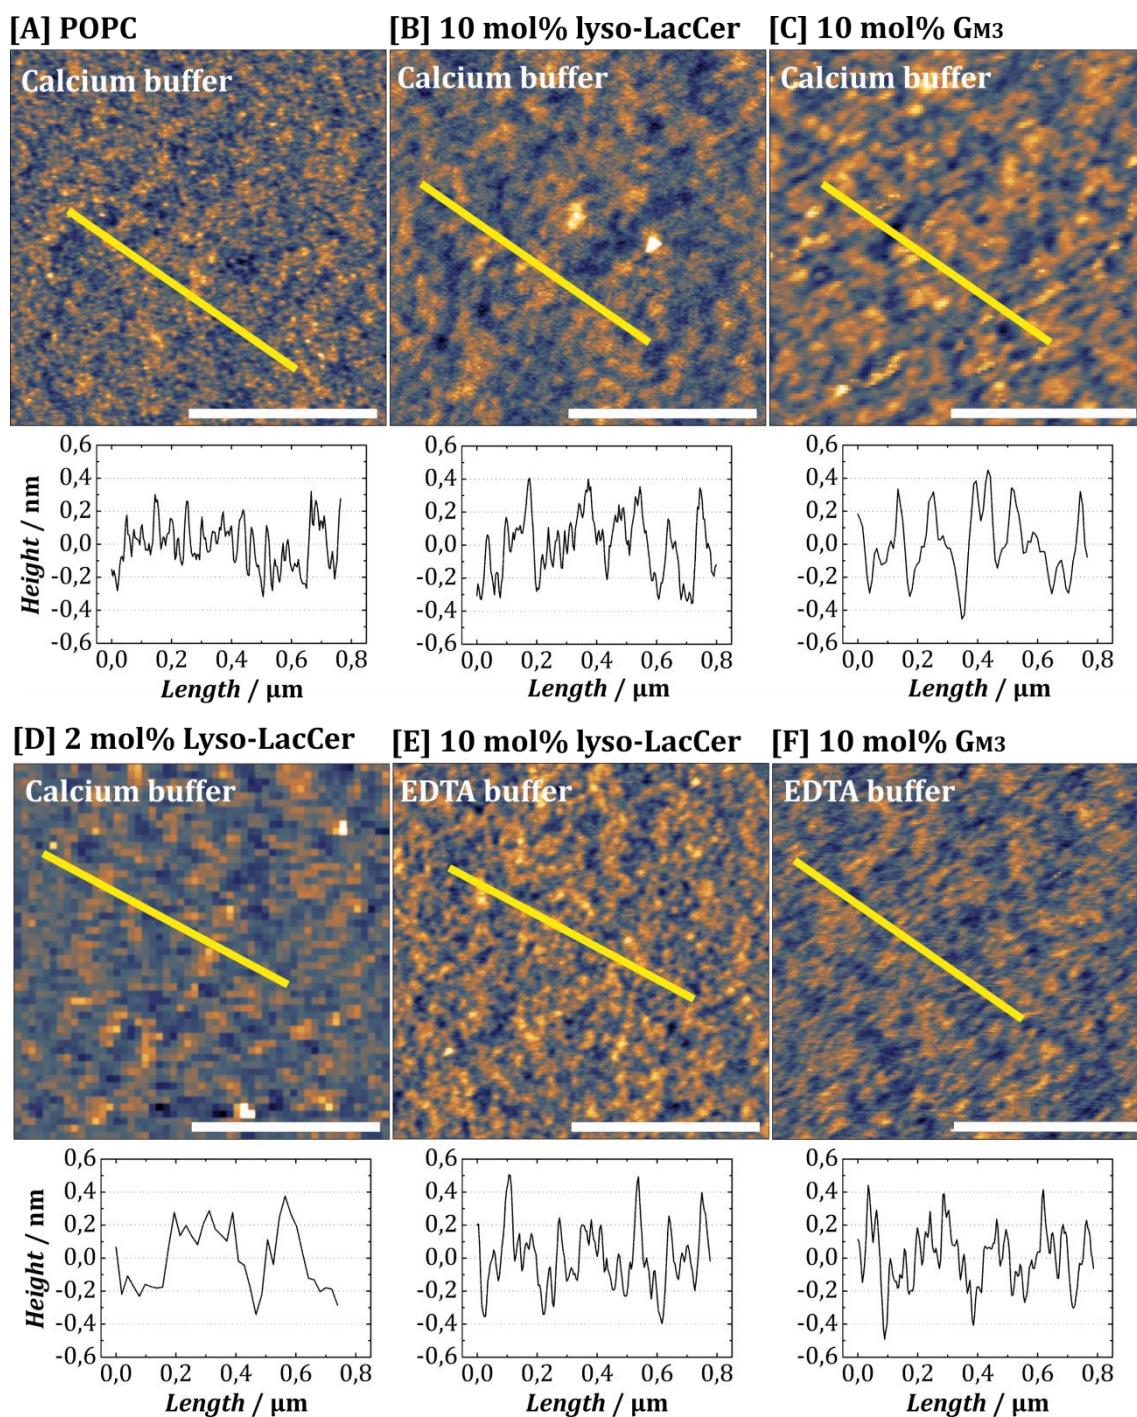 [A] POPC
[B] 10 mol% lyso-LacCer
[C] 10 mol% GM3
Calcium buffer
Calcium buffer
Calcium buffer
Height / nm
0,6
0,4
0,2
0,0
-0,2
-0,4
-0,6
0,0 0,2 0,4 0,6 0,8
Length / µm
0,6
0,4
0,2
0,0
-0,2
-0,4
-0,6
0,0 0,2 0,4 0,6 0,8
Length / µm
0,6
0,4
0,2
0,0
-0,2
-0,4
-0,6
0,0 0,2 0,4 0,6 0,8
Length / µm
[D] 2 mol% Lyso-LacCer
[E] 10 mol% lyso-LacCer
[F] 10 mol% GM3
Calcium buffer
EDTA buffer
EDTA buffer
Height / nm
0,6
0,4
0,2
0,0
-0,2
-0,4
-0,6
0,0 0,2 0,4 0,6 0,8
Length / µm
0,6
0,4
0,2
0,0
-0,2
-0,4
-0,6
0,0 0,2 0,4 0,6 0,8
Length / µm
0,6
0,4
0,2
0,0
-0,2
-0,4
-0,6
0,0 0,2 0,4 0,6 0,8
Length / µm